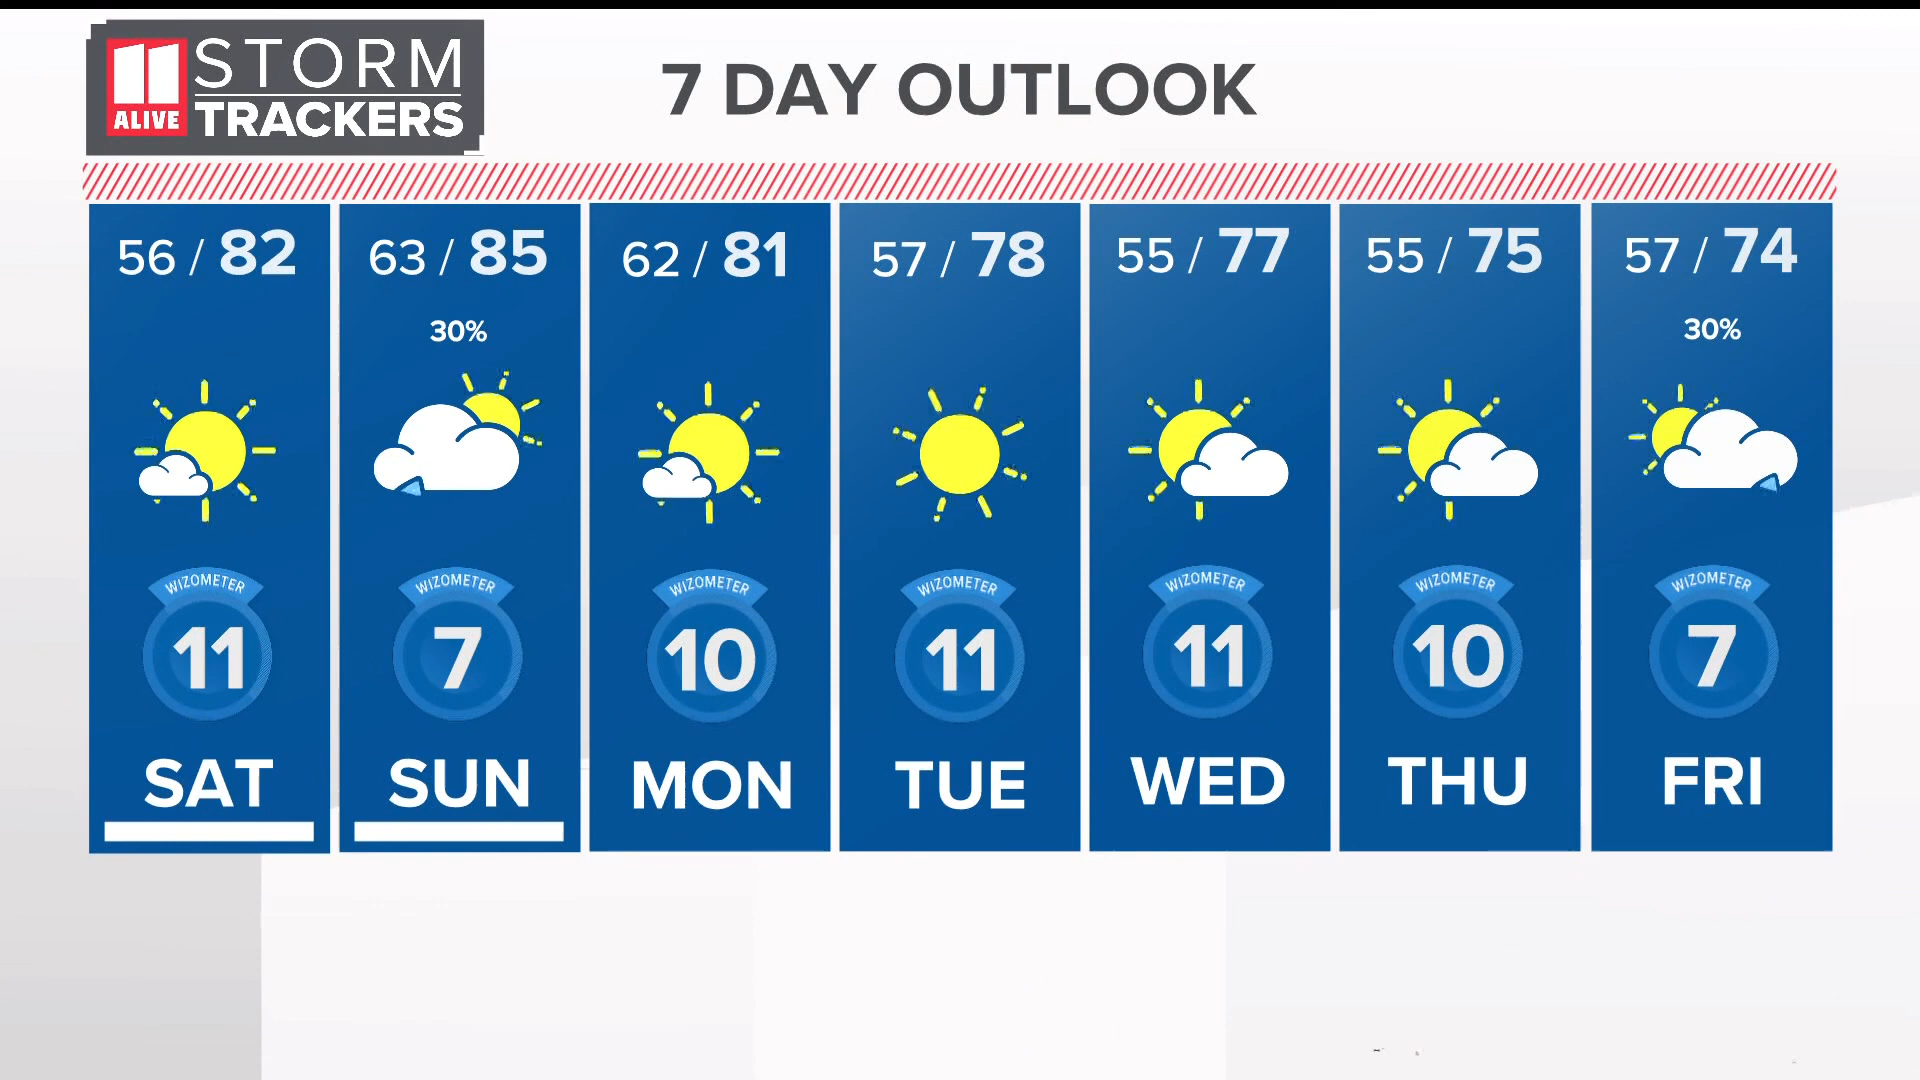 11
ALIVE
STORM
TRACKERS
7 DAY OUTLOOK
56 / 82
63 / 85
62 / 81
57 / 78
55 / 77
55 / 75
57 / 74
30%
30%
WIZOMETER
WIZOMETER
WIZOMETER
WIZOMETER
WIZOMETER
WIZOMETER
WIZOMETER
11
7
10
11
11
10
7
SAT
SUN
MON
TUE
WED
THU
FRI